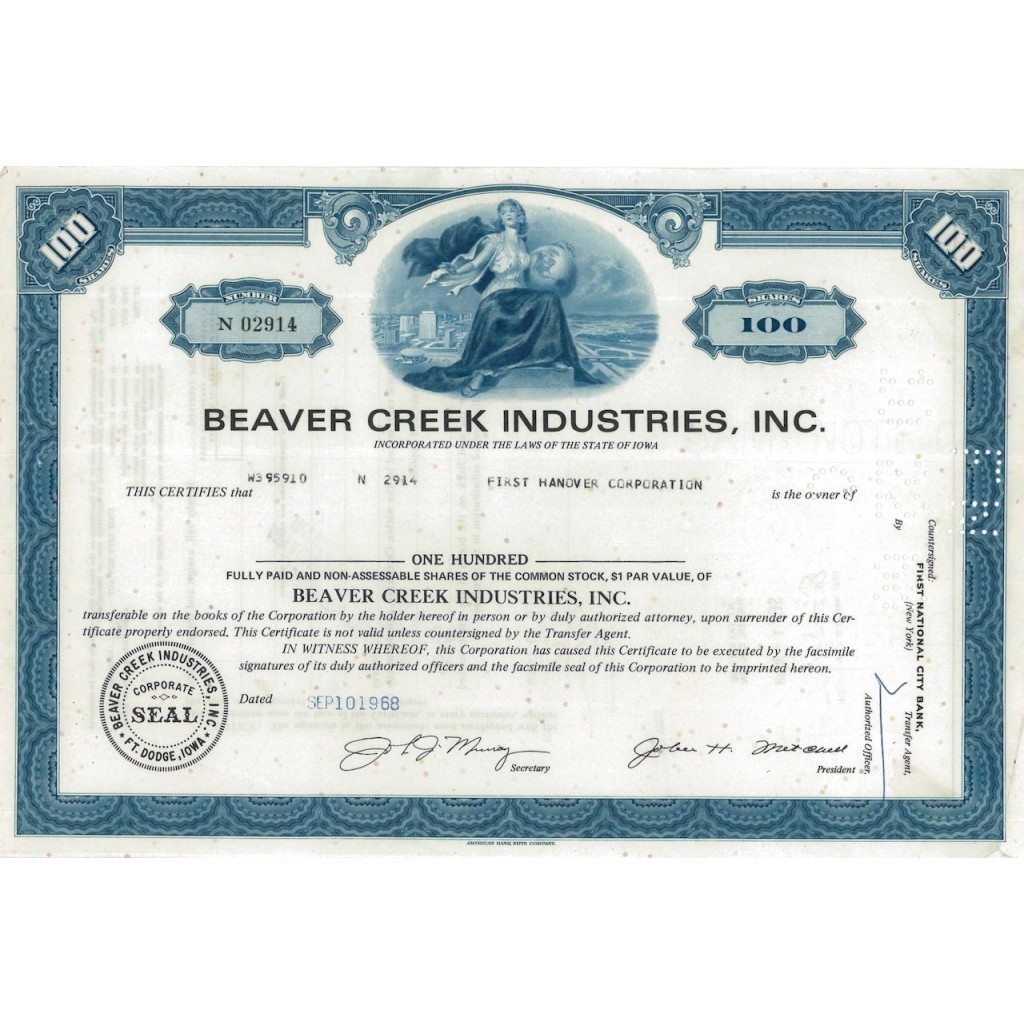 100
SHARES
100
SHARES
NUMBER
N 02914
SHARES
100
BEAVER CREEK INDUSTRIES, INC.
INCORPORATED UNDER THE LAWS OF THE STATE OF IOWA
W395910 N 2914 FIRST HANOVER CORPORATION
THIS CERTIFIES that is the owner of
ONE HUNDRED
FULLY PAID AND NON-ASSESSABLE SHARES OF THE COMMON STOCK, $1 PAR VALUE, OF
BEAVER CREEK INDUSTRIES, INC.
transferable on the books of the Corporation by the holder hereof in person or by duly authorized attorney, upon surrender of this Cer-
tificate properly endorsed. This Certificate is not valid unless countersigned by the Transfer Agent.
IN WITNESS WHEREOF, this Corporation has caused this Certificate to be executed by the facsimile
signatures of its duly authorized officers and the facsimile seal of this Corporation to be imprinted hereon.
BEAVER CREEK INDUSTRIES, INC.
CORPORATE
SEAL
★ FT. DODGE, IOWA ★
Dated SEP 10 1968
Secretary
President
Countersigned:
FIRST NATIONAL CITY BANK,
(New York) Transfer Agent,
By
Authorized Officer.
AMERICAN BANK NOTE COMPANY.